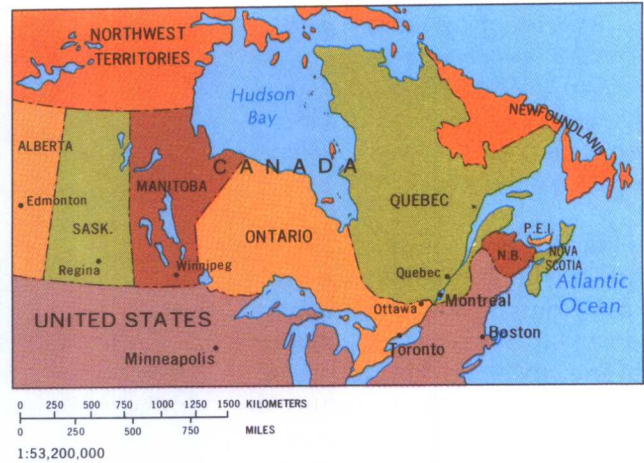 NORTHWEST
TERRITORIES
Hudson
Bay
NEWFOUNDLAND
ALBERTA
CANADA
MANITOBA
Edmonton
QUEBEC
SASK.
ONTARIO
P.E.I.
N.B.
NOVA
SCOTIA
Regina
Winnipeg
Quebec
Atlantic
Ocean
Ottawa
Montreal
UNITED STATES
Minneapolis
Toronto
Boston
0 250 500 750 1000 1250 1500 KILOMETERS
0 250 500 750 MILES
1:53,200,000